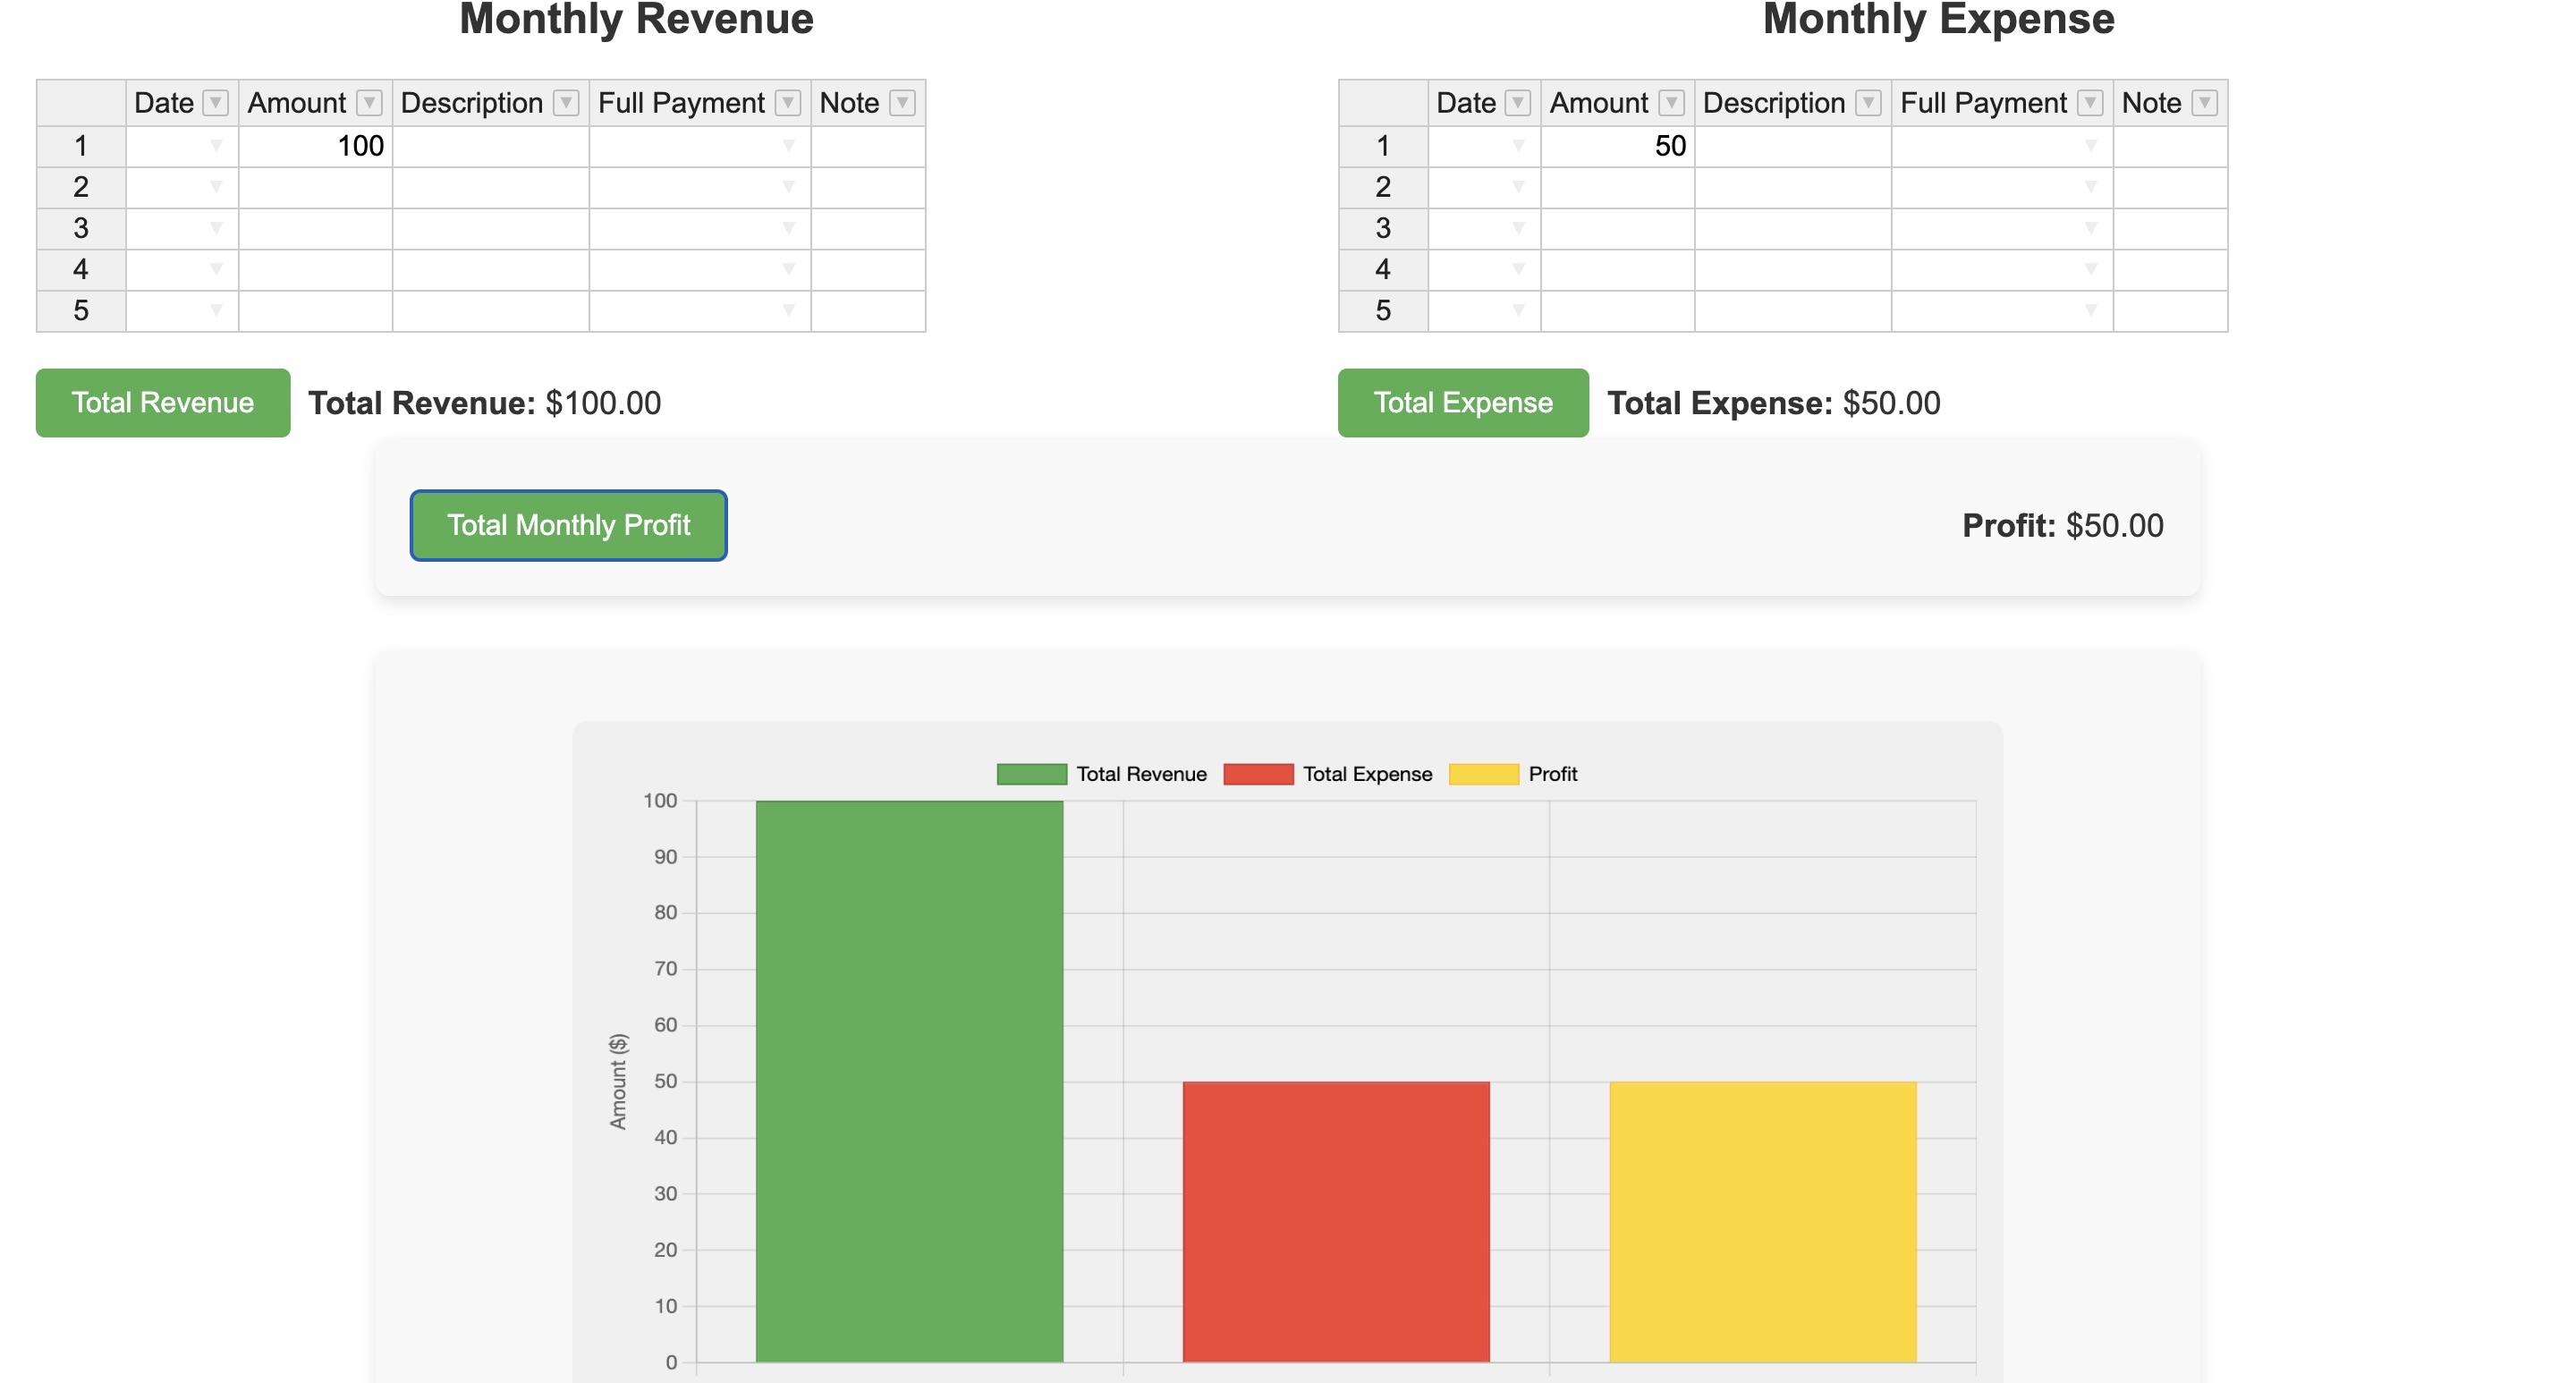 Monthly Revenue
Monthly Expense
Date Amount Description Full Payment Note
1 100
2
3
4
5
Date Amount Description Full Payment Note
1 50
2
3
4
5
Total Revenue Total Revenue: $100.00
Total Expense Total Expense: $50.00
Total Monthly Profit
Profit: $50.00
Total Revenue Total Expense Profit
Amount ($)
100
90
80
70
60
50
40
30
20
10
0